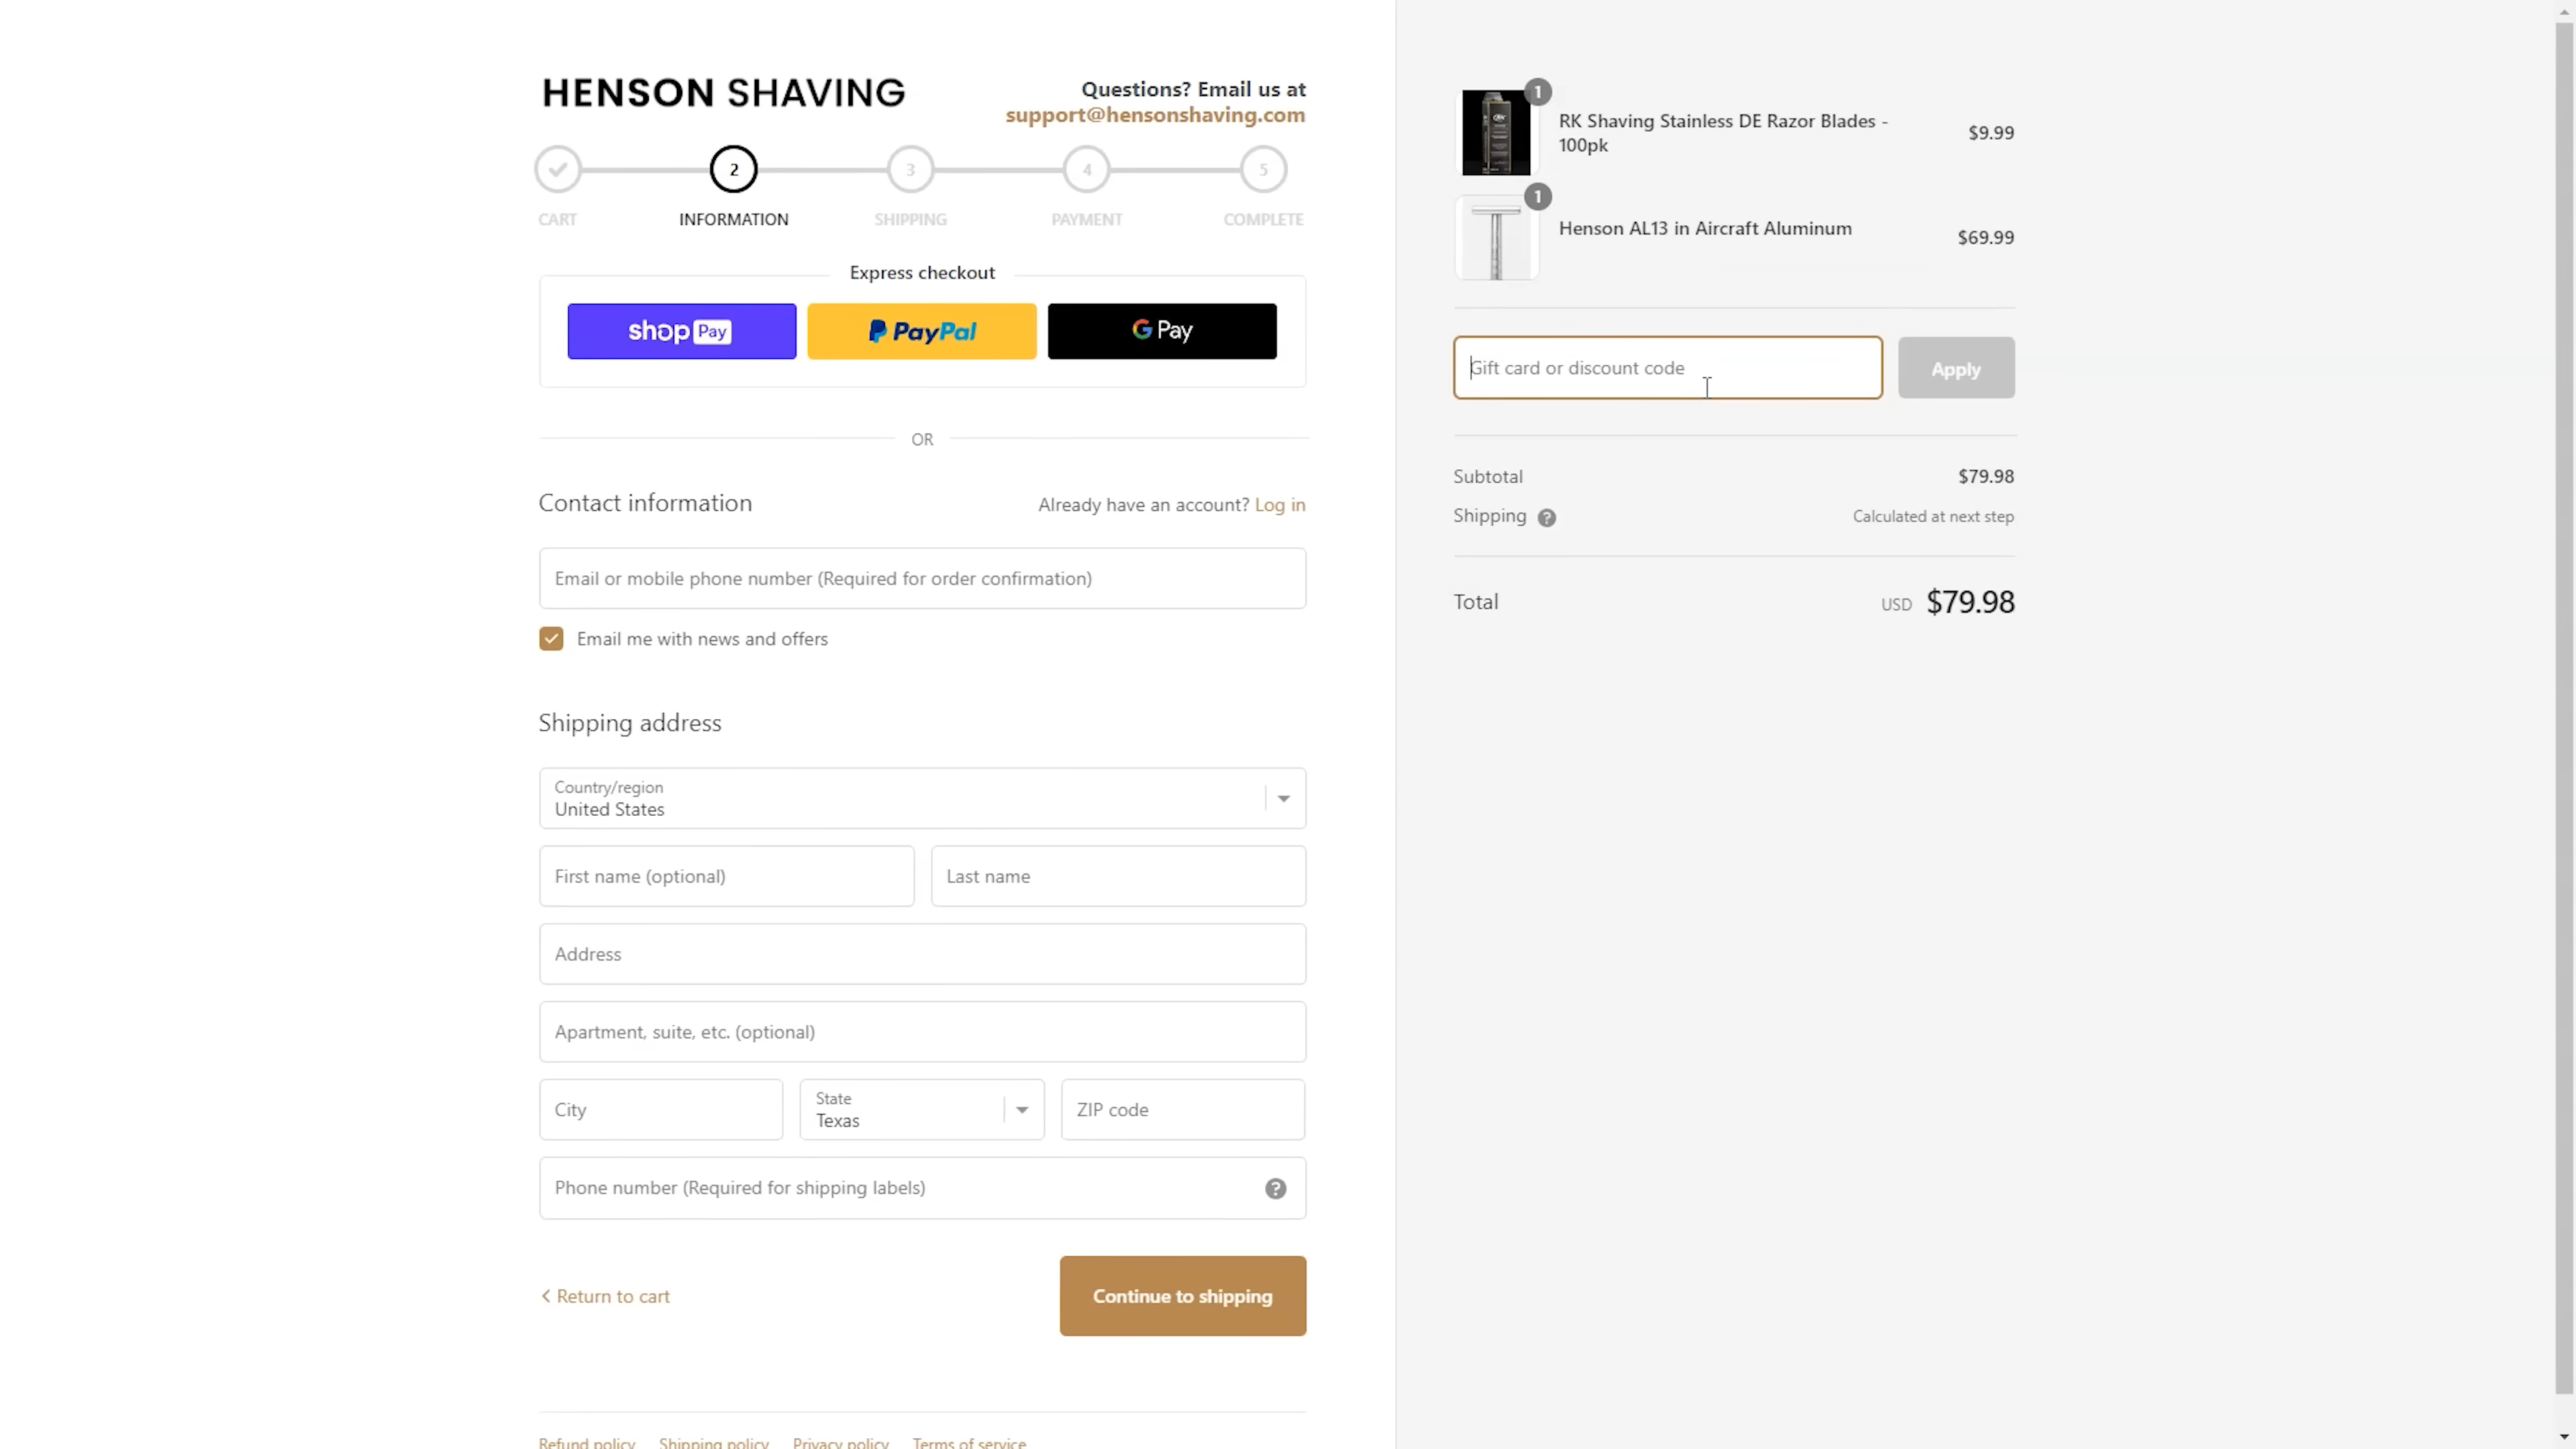 HENSON SHAVING
Questions? Email us at
support@hensonshaving.com
2
3
4
5
CART
INFORMATION
SHIPPING
PAYMENT
COMPLETE
Express checkout
shop Pay
PayPal
G Pay
OR
Contact information
Already have an account? Log in
Email or mobile phone number (Required for order confirmation)
Email me with news and offers
Shipping address
Country/region
United States
First name (optional)
Last name
Address
Apartment, suite, etc. (optional)
City
State
Texas
ZIP code
Phone number (Required for shipping labels)
?
< Return to cart
Continue to shipping
Refund policy
Shipping policy
Privacy policy
Terms of service
1
RK Shaving Stainless DE Razor Blades -
100pk
$9.99
1
Henson AL13 in Aircraft Aluminum
$69.99
Gift card or discount code
Apply
Subtotal
$79.98
Shipping ?
Calculated at next step
Total
USD $79.98